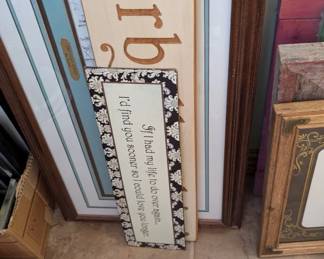 rb
If I had my life to do over again,
I'd find you sooner so I could love you longer.